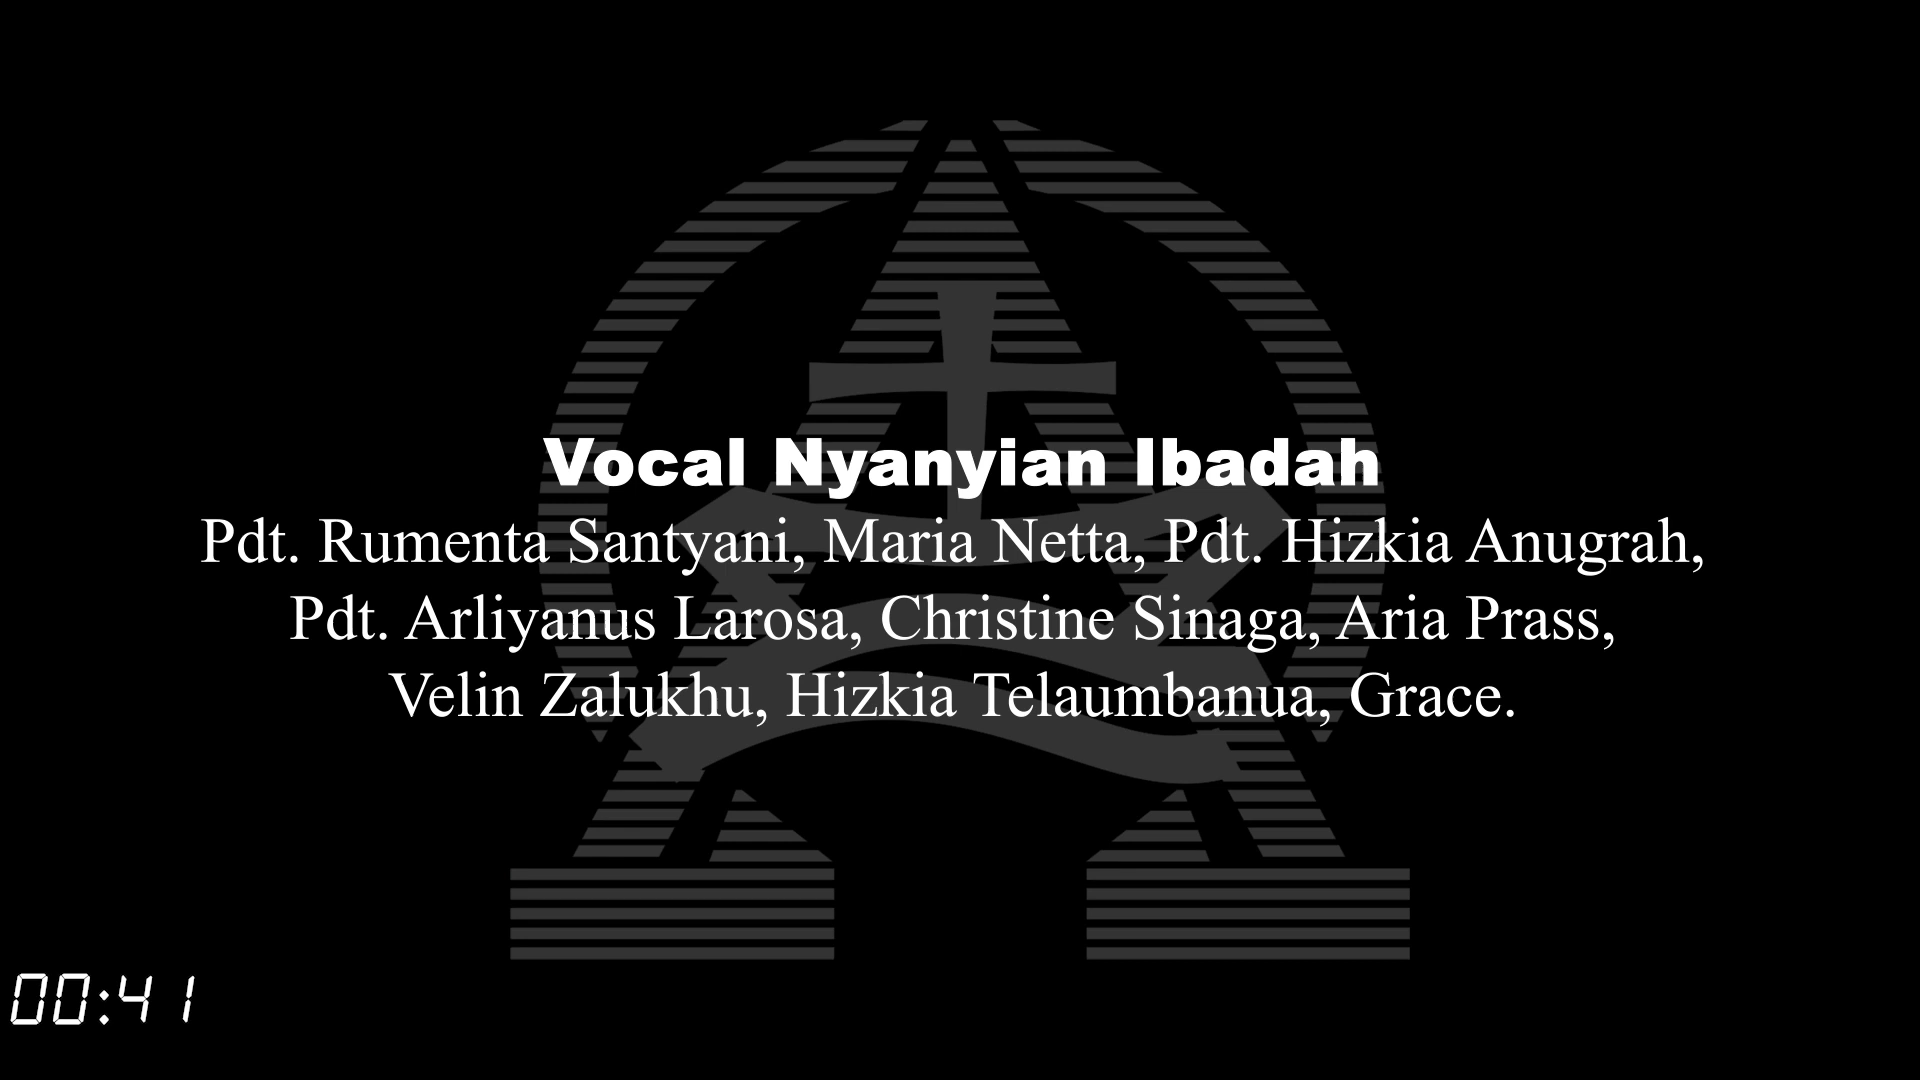 Vocal Nyanyian Ibadah
Pdt. Rumenta Santyani, Maria Netta, Pdt. Hizkia Anugrah,
Pdt. Arliyanus Larosa, Christine Sinaga, Aria Prass,
Velin Zalukhu, Hizkia Telaumbanua, Grace.
00:41